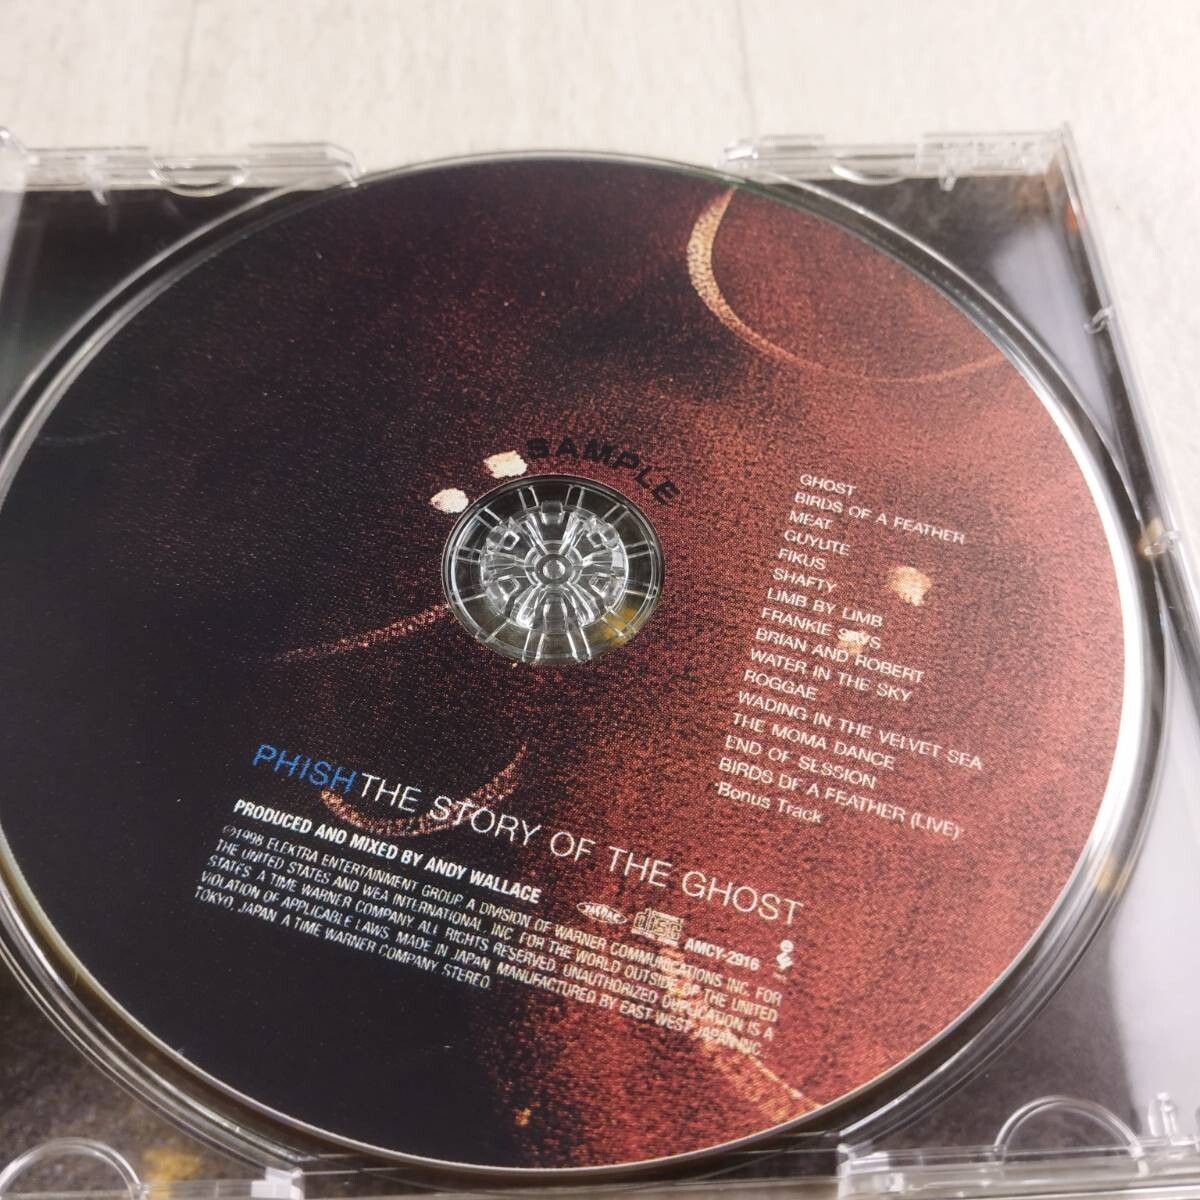 SAMPLE
GHOST
BIRDS OF A FEATHER
MEAT
GUYUTE
FIKUS
SHAFTY
LIMB BY LIMB
FRANKIE SAYS
BRIAN AND ROBERT
WATER IN THE SKY
ROGGAE
WADING IN THE VELVET SEA
THE MOMA DANCE
END OF SESSION
BIRDS OF A FEATHER (LIVE)*
*Bonus Track
PHISH THE STORY OF THE GHOST
PRODUCED AND MIXED BY ANDY WALLACE
℗1998 ELEKTRA ENTERTAINMENT GROUP, A DIVISION OF WARNER COMMUNICATIONS INC. FOR
THE UNITED STATES AND WEA INTERNATIONAL INC. FOR THE WORLD OUTSIDE OF THE UNITED
STATES. A TIME WARNER COMPANY. ALL RIGHTS RESERVED. UNAUTHORIZED DUPLICATION IS A
VIOLATION OF APPLICABLE LAWS. MADE IN JAPAN. MANUFACTURED BY EAST WEST JAPAN INC.
TOKYO, JAPAN. A TIME WARNER COMPANY. STEREO.
disc
AMCY-2916